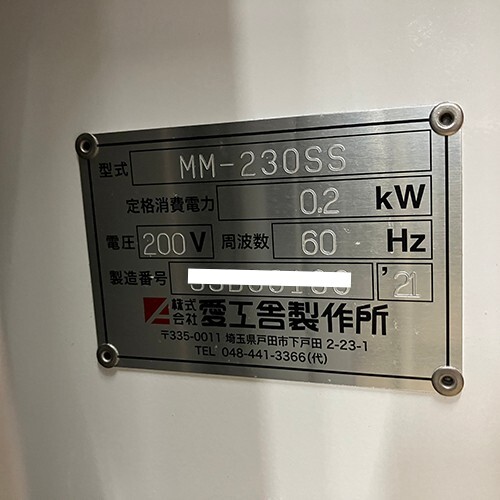 型式 MM-230SS
定格消費電力 0.2 kW
電圧 200 V 周波数 60 Hz
製造番号 '21
株式会社 愛工舎製作所
〒335-0011 埼玉県戸田市下戸田 2-23-1
TEL 048-441-3366(代)